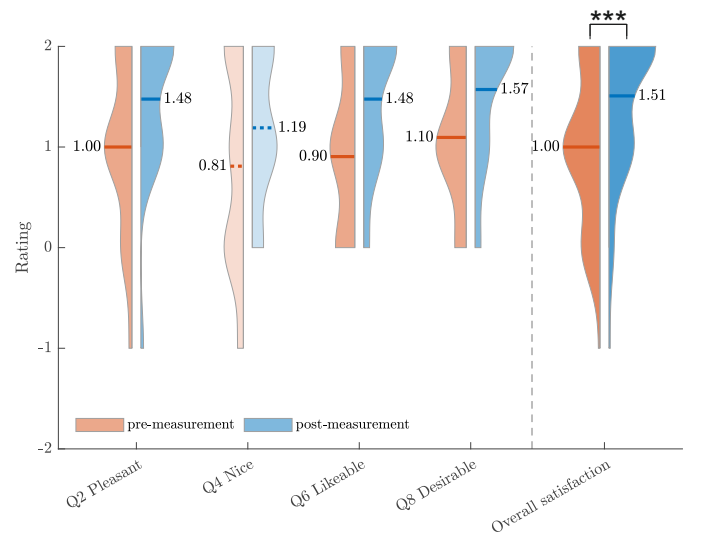 ***
2
1.48
1.48
1.57
1.51
1.19
1
1.00
0.81
0.90
1.10
1.00
Rating
0
-1
pre-measurement
post-measurement
-2
Q2 Pleasant
Q4 Nice
Q6 Likeable
Q8 Desirable
Overall satisfaction